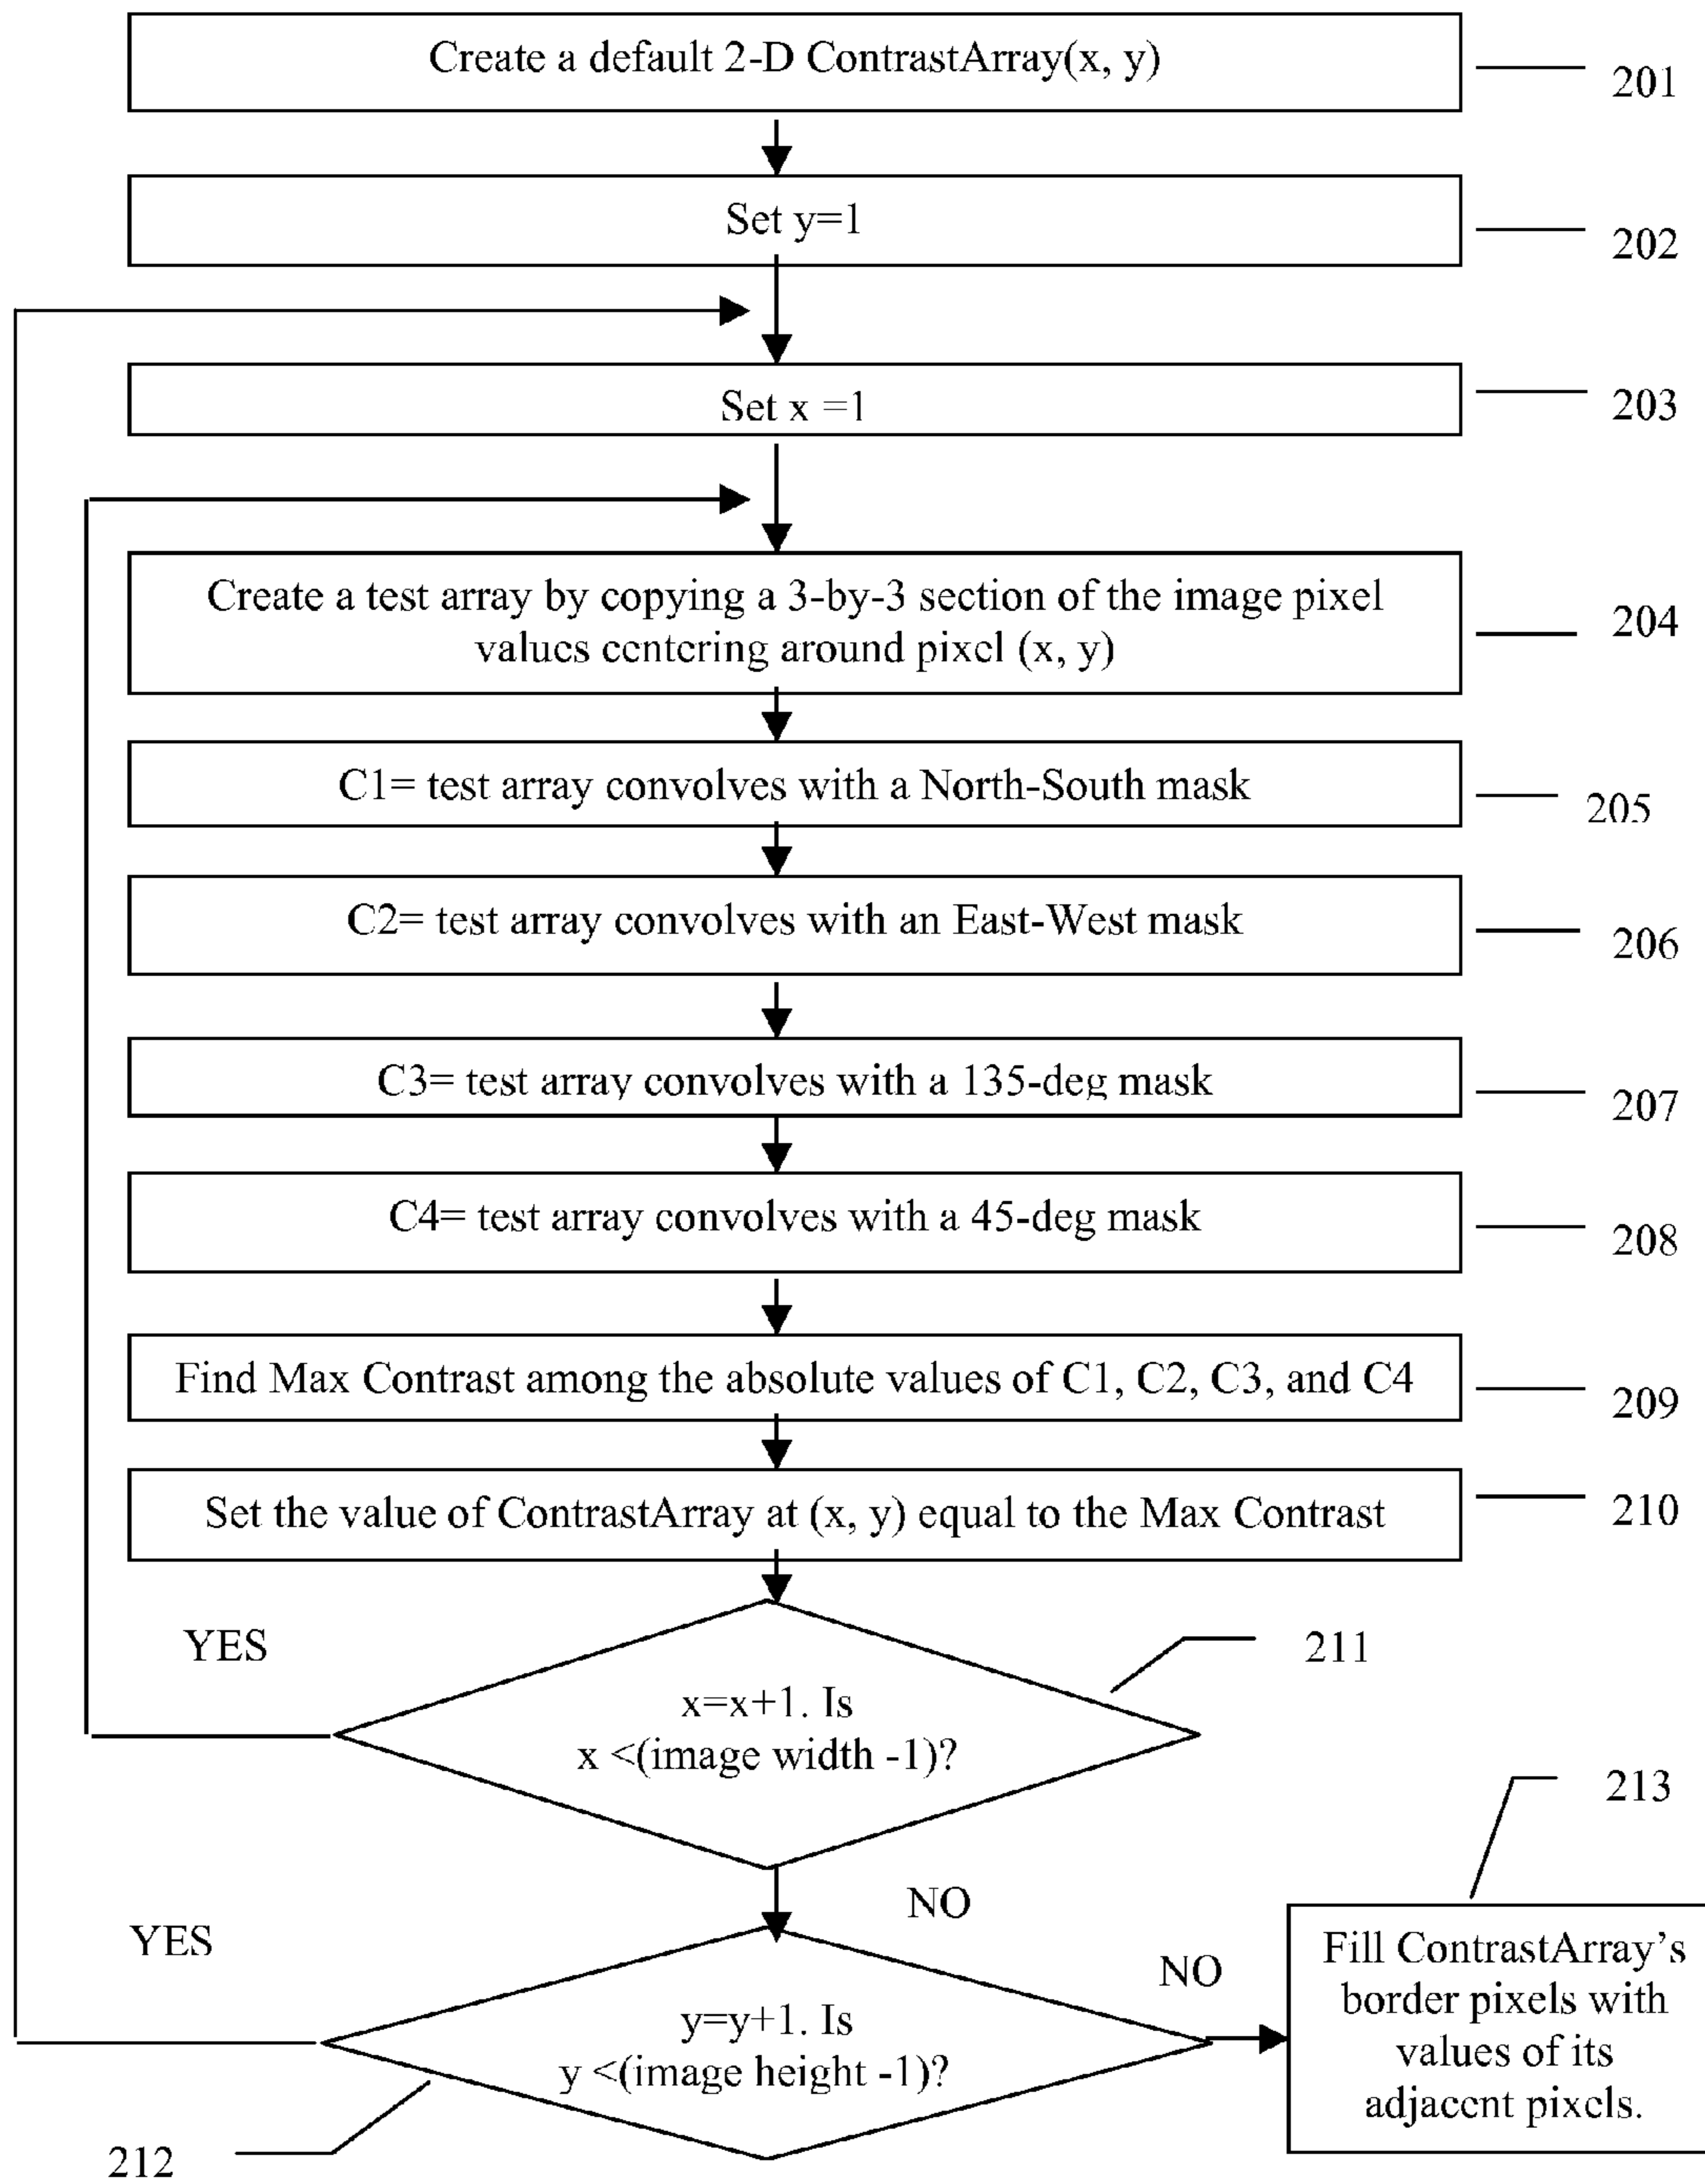 Create a default 2-D ContrastArray(x, y)
201
Set y=1
202
Set x =1
203
Create a test array by copying a 3-by-3 section of the image pixel
values centering around pixel (x, y)
204
C1= test array convolves with a North-South mask
205
C2= test array convolves with an East-West mask
206
C3= test array convolves with a 135-deg mask
207
C4= test array convolves with a 45-deg mask
208
Find Max Contrast among the absolute values of C1, C2, C3, and C4
209
Set the value of ContrastArray at (x, y) equal to the Max Contrast
210
YES
211
x=x+1. Is
x <(image width -1)?
213
NO
YES
NO
Fill ContrastArray's
border pixels with
values of its
adjacent pixels.
y=y+1. Is
y <(image height -1)?
212